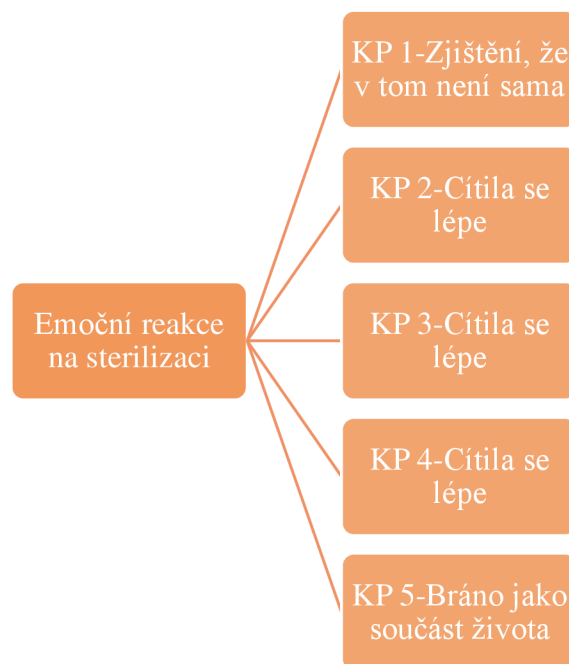 KP 1-Zjištění, že
v tom není sama
KP 2-Cítila se
lépe
KP 3-Cítila se
lépe
Emoční reakce
na sterilizaci
KP 4-Cítila se
lépe
KP 5-Bráno jako
součást života